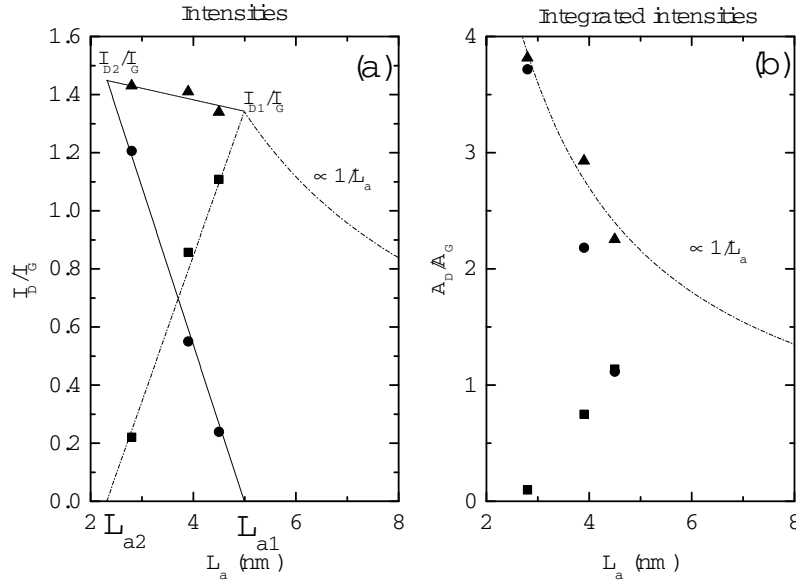 Intensities
Integrated intensities
1.6
1.4
1.2
1.0
0.8
0.6
0.4
0.2
0.0
I_D/I_G
I_D2/I_G
(a)
I_D1/I_G
∝ 1/L_a
2 4 6 8
L_a2 L_a1
L_a (nm)
4
3
2
1
0
A_D/A_G
(b)
∝ 1/L_a
2 4 6 8
L_a (nm)